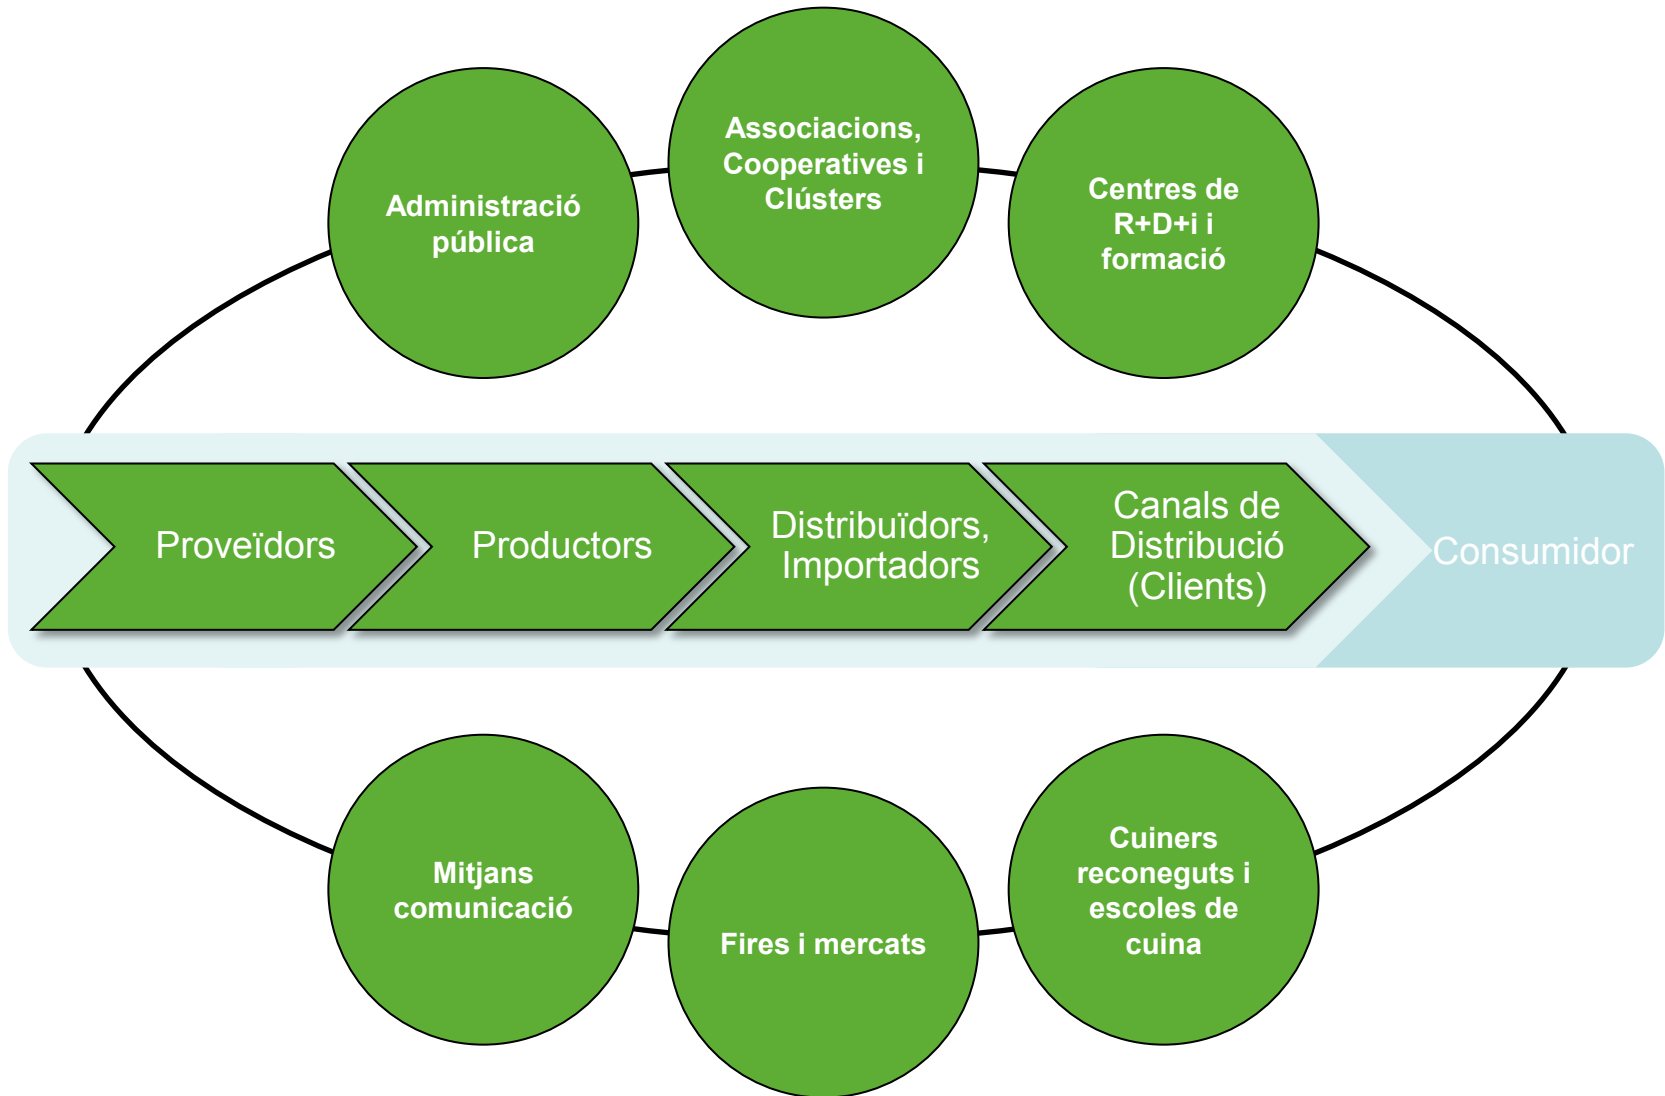 Associacions,
Cooperatives i
Clústers
Administració
pública
Centres de
R+D+i i
formació
Proveïdors
Productors
Distribuïdors,
Importadors
Canals de
Distribució
(Clients)
Consumidor
Mitjans
comunicació
Fires i mercats
Cuiners
reconeguts i
escoles de
cuina